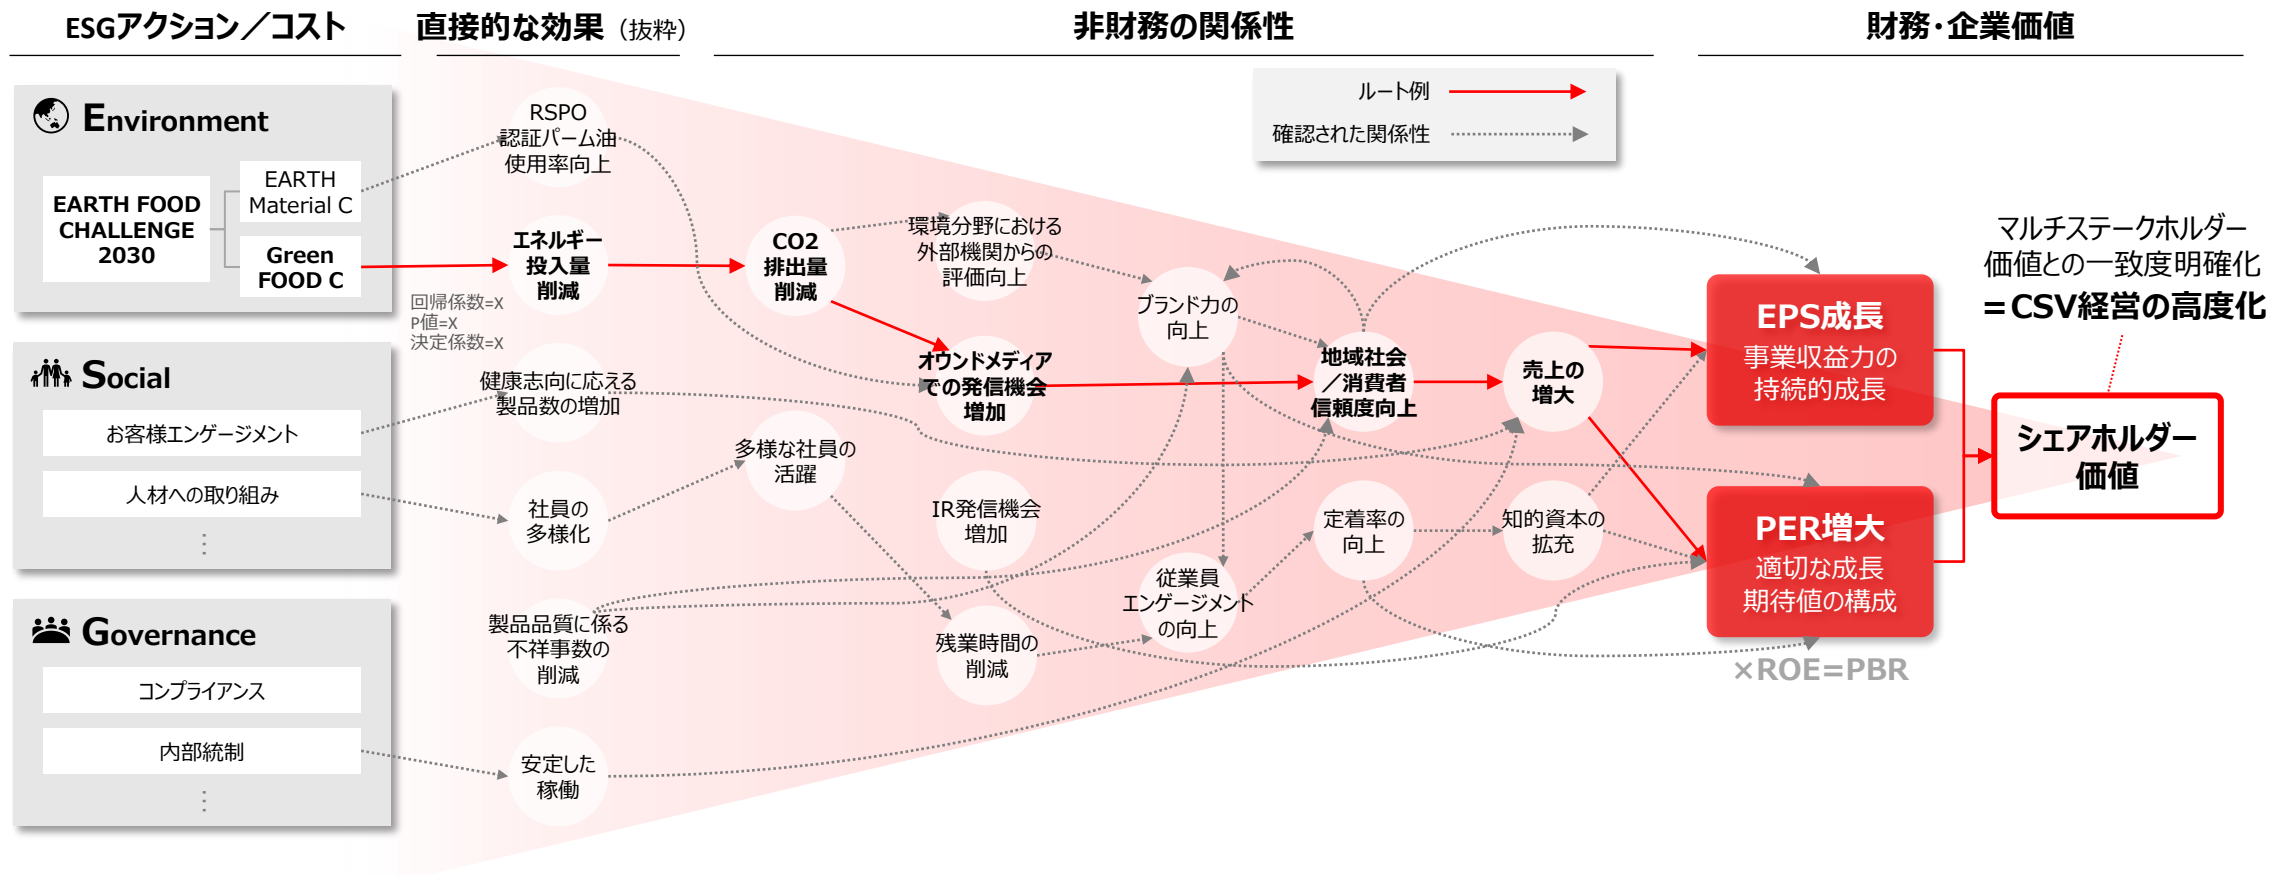 ESGアクション／コスト
直接的な効果（抜粋）
非財務の関係性
財務・企業価値
ルート例
確認された関係性
Environment
EARTH FOOD
CHALLENGE
2030
EARTH
Material C
Green
FOOD C
Social
お客様エンゲージメント
人材への取り組み
⋮
Governance
コンプライアンス
内部統制
⋮
RSPO
認証パーム油
使用率向上
エネルギー
投入量
削減
回帰係数=X
P値=X
決定係数=X
健康志向に応える
製品数の増加
社員の
多様化
製品品質に係る
不祥事数の
削減
安定した
稼働
CO2
排出量
削減
多様な社員の
活躍
環境分野における
外部機関からの
評価向上
オウンドメディア
での発信機会
増加
IR発信機会
増加
残業時間の
削減
ブランド力の
向上
従業員
エンゲージメント
の向上
地域社会
／消費者
信頼度向上
定着率の
向上
売上の
増大
知的資本の
拡充
EPS成長
事業収益力の
持続的成長
PER増大
適切な成長
期待値の構成
×ROE=PBR
マルチステークホルダー
価値との一致度明確化
＝CSV経営の高度化
シェアホルダー
価値